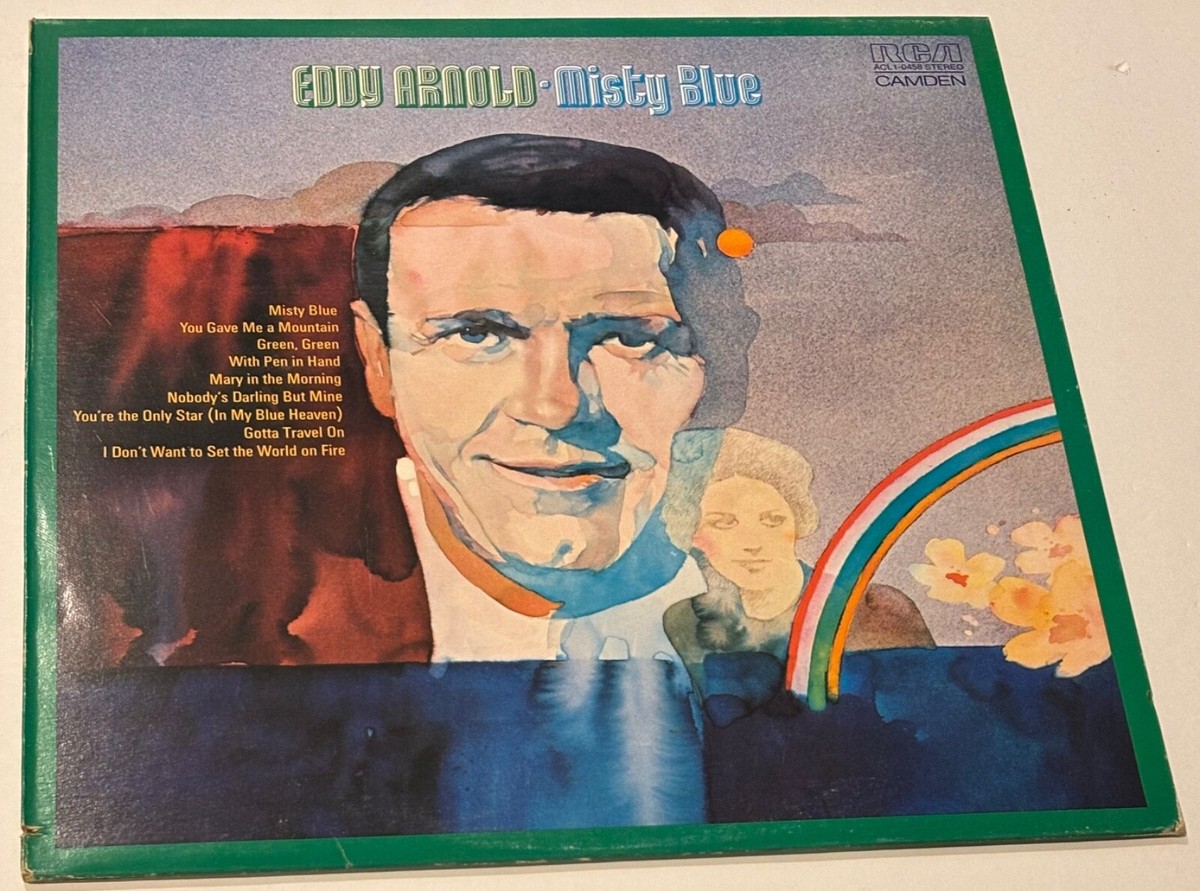 EDDY ARNOLD · Misty Blue
RCA
ACL1-0458 STEREO
CAMDEN
Misty Blue
You Gave Me a Mountain
Green, Green
With Pen in Hand
Mary in the Morning
Nobody's Darling But Mine
You're the Only Star (In My Blue Heaven)
Gotta Travel On
I Don't Want to Set the World on Fire